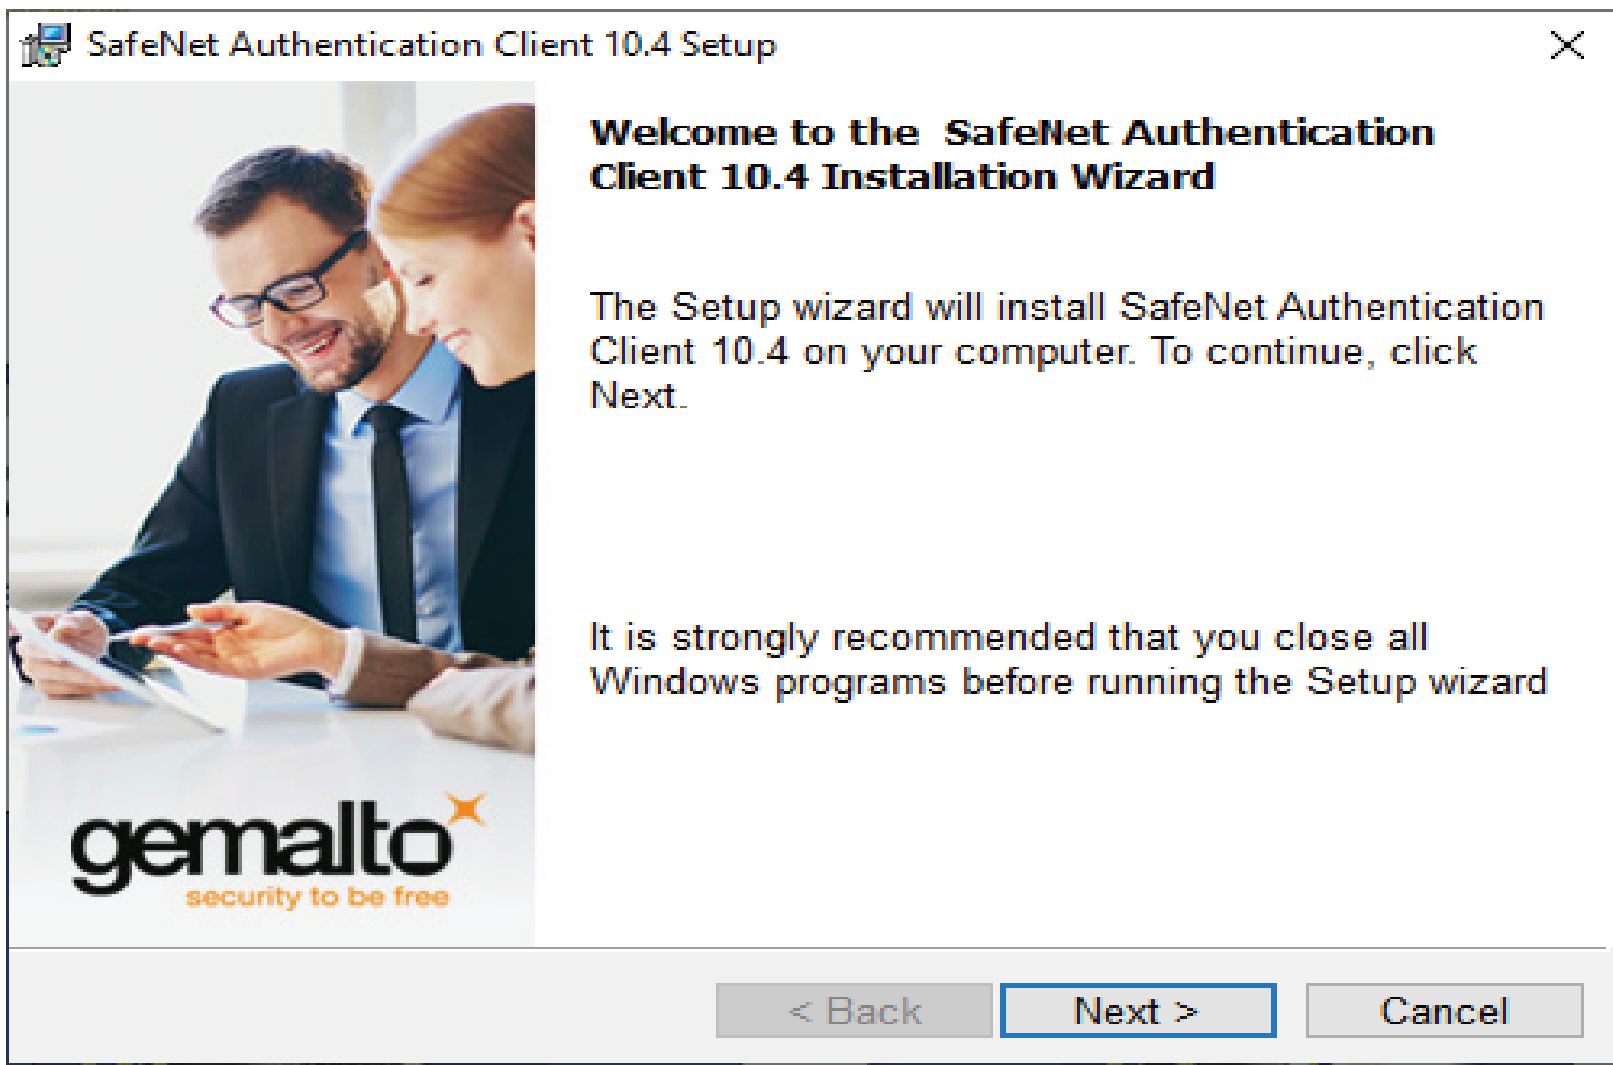 SafeNet Authentication Client 10.4 Setup
Welcome to the SafeNet Authentication
Client 10.4 Installation Wizard
The Setup wizard will install SafeNet Authentication
Client 10.4 on your computer. To continue, click
Next.
It is strongly recommended that you close all
Windows programs before running the Setup wizard
gemalto
security to be free
< Back
Next >
Cancel